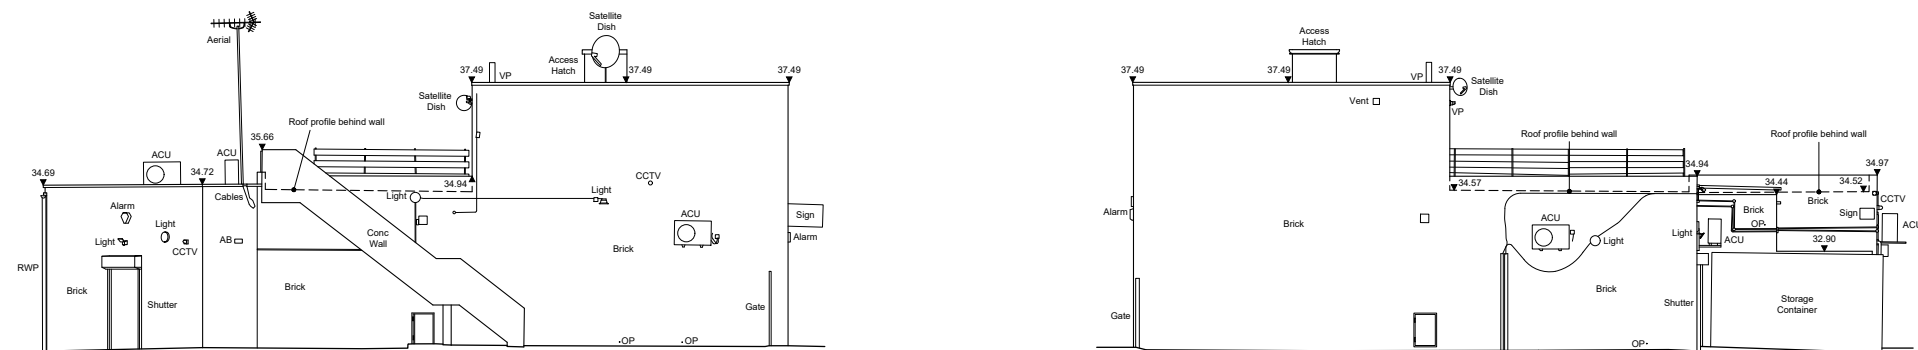 Satellite
Dish
Aerial
Access
Hatch
37.49
VP
37.49
37.49
Satellite
Dish
Roof profile behind wall
35.66
ACU
ACU
34.69
34.72
34.94
CCTV
Cables
Light
Light
Alarm
Light
ACU
Sign
Light
CCTV
AB
Conc
Wall
Brick
Alarm
RWP
Brick
Shutter
Brick
Gate
OP
OP
Access
Hatch
37.49
37.49
VP
37.49
Satellite
Dish
Vent
VP
Roof profile behind wall
Roof profile behind wall
34.94
34.97
34.57
34.44
34.52
Brick
CCTV
Alarm
Brick
ACU
Brick
Sign
OP
ACU
Light
Light
ACU
32.90
Brick
Gate
Shutter
Storage
Container
OP